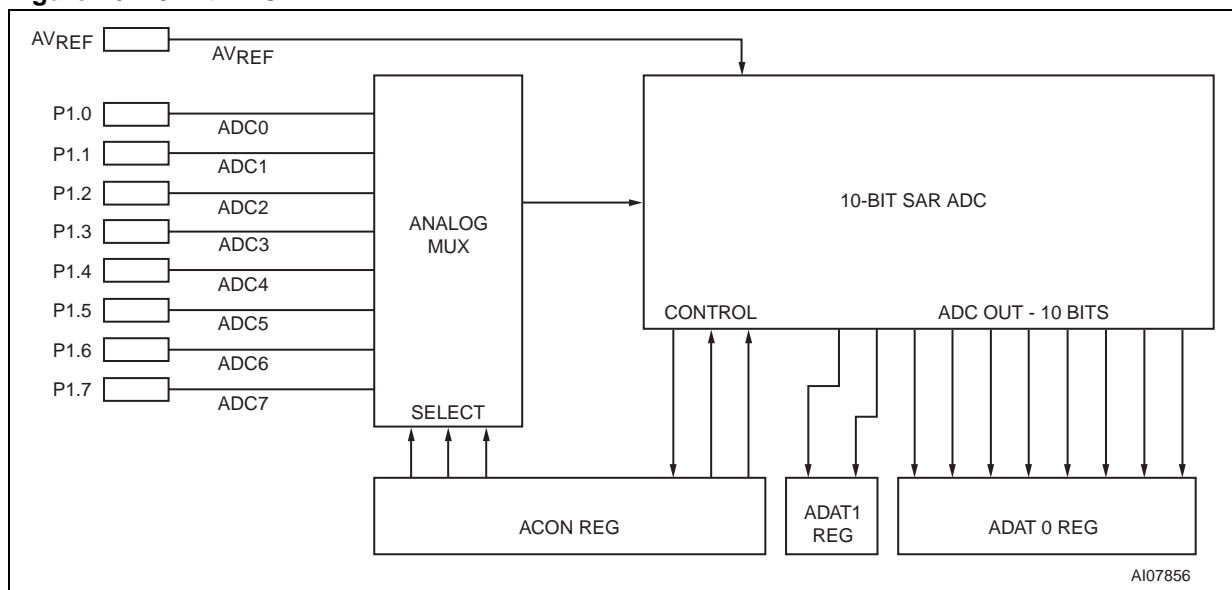 AVREF
AVREF
P1.0
ADC0
P1.1
ADC1
P1.2
ADC2
P1.3
ADC3
P1.4
ADC4
P1.5
ADC5
P1.6
ADC6
P1.7
ADC7
ANALOG
MUX
SELECT
10-BIT SAR ADC
CONTROL
ADC OUT - 10 BITS
ACON REG
ADAT1
REG
ADAT 0 REG
AI07856